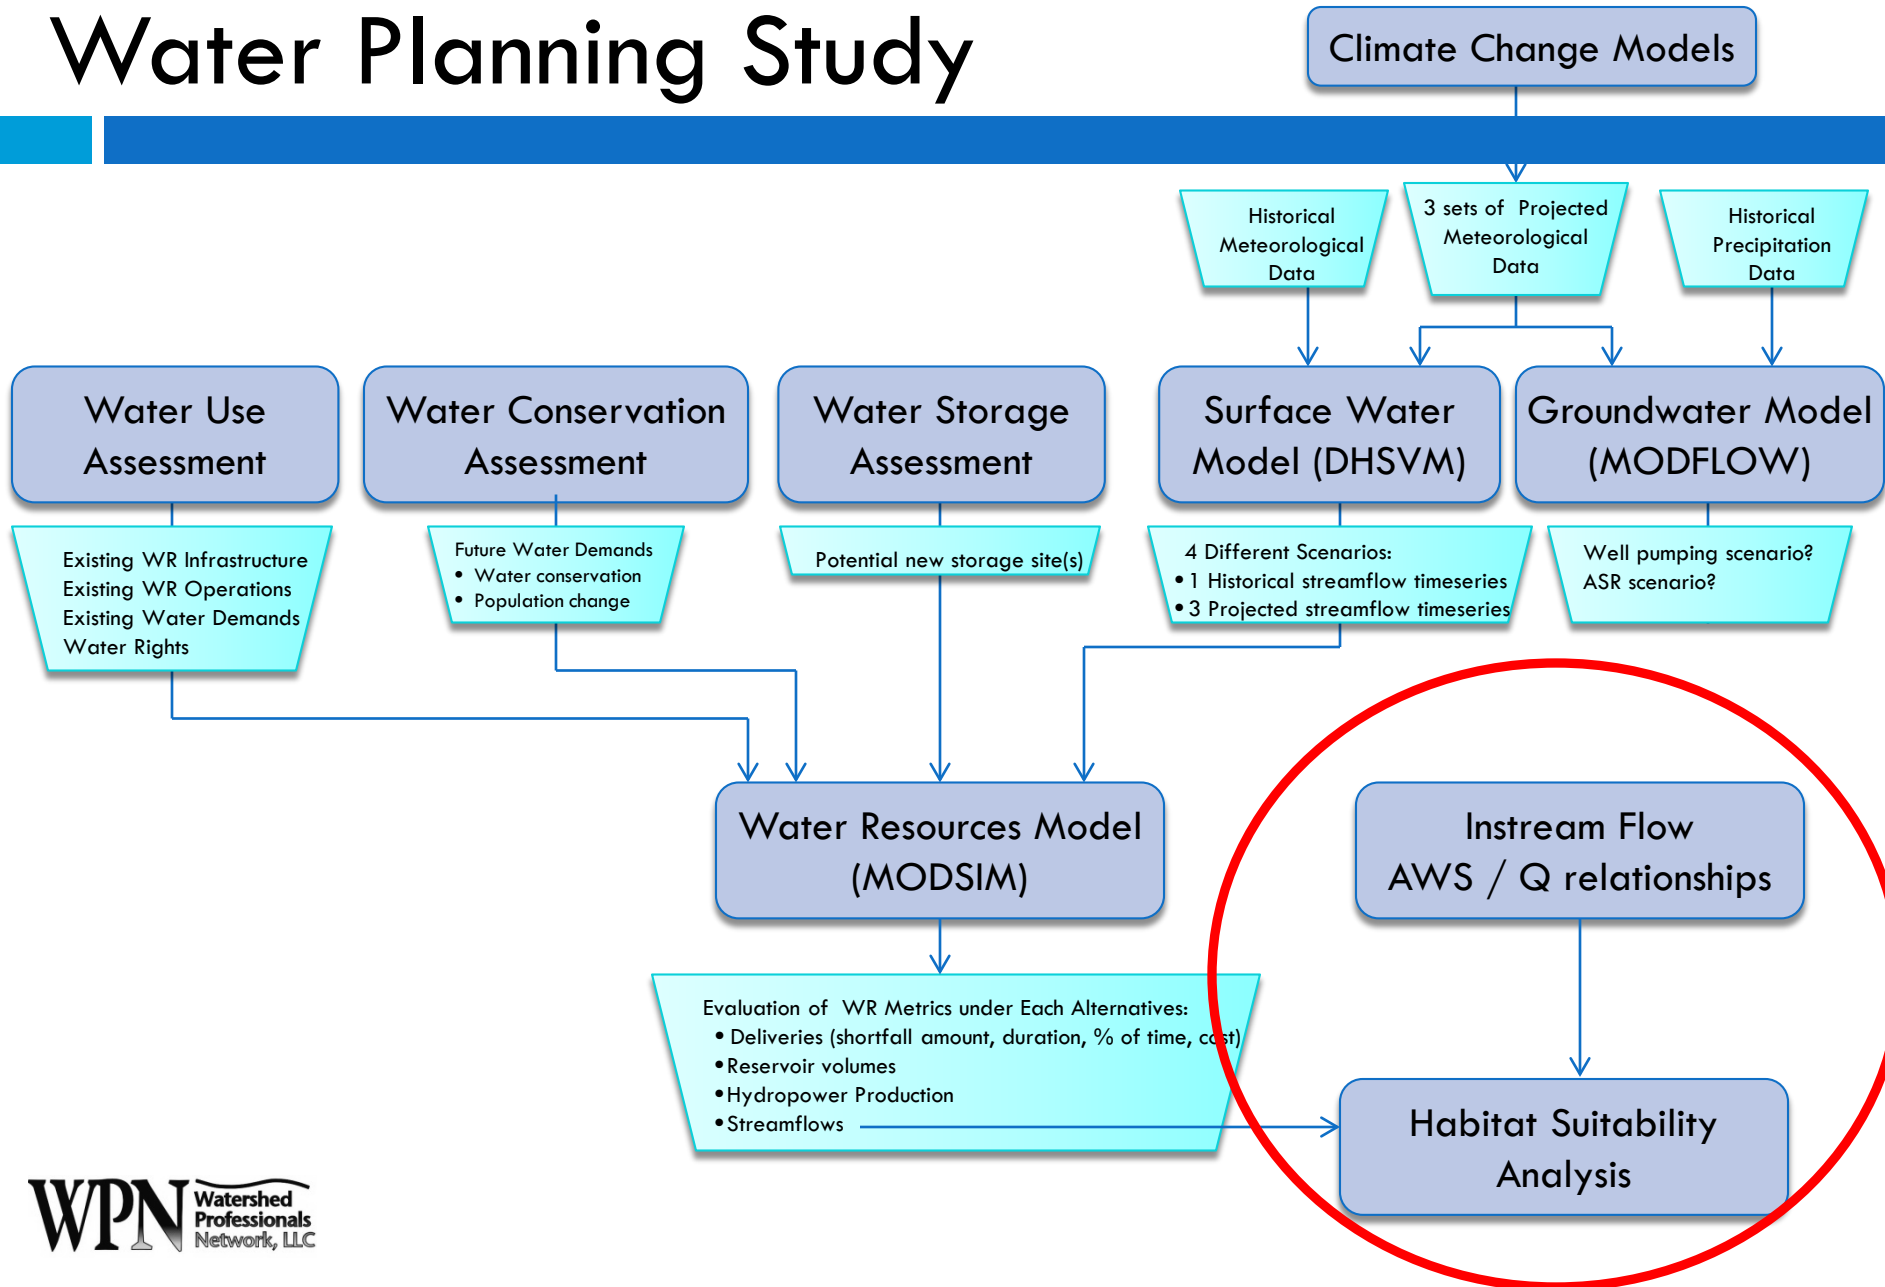 Water Planning Study
Climate Change Models
Historical
Meteorological
Data
3 sets of  Projected
Meteorological
Data
Historical
Precipitation
Data
Water Use
Assessment
Water Conservation
Assessment
Water Storage
Assessment
Surface Water
Model (DHSVM)
Groundwater Model
(MODFLOW)
Existing WR Infrastructure
Existing WR Operations
Existing Water Demands
Water Rights
Future Water Demands
• Water conservation
• Population change
Potential new storage site(s)
4 Different Scenarios:
• 1 Historical streamflow timeseries
• 3 Projected streamflow timeseries
Well pumping scenario?
ASR scenario?
Water Resources Model
(MODSIM)
Instream Flow
AWS / Q relationships
Evaluation of  WR Metrics under Each Alternatives:
• Deliveries (shortfall amount, duration, % of time, cost)
• Reservoir volumes
• Hydropower Production
• Streamflows
Habitat Suitability
Analysis
WPN
Watershed
Professionals
Network, LLC